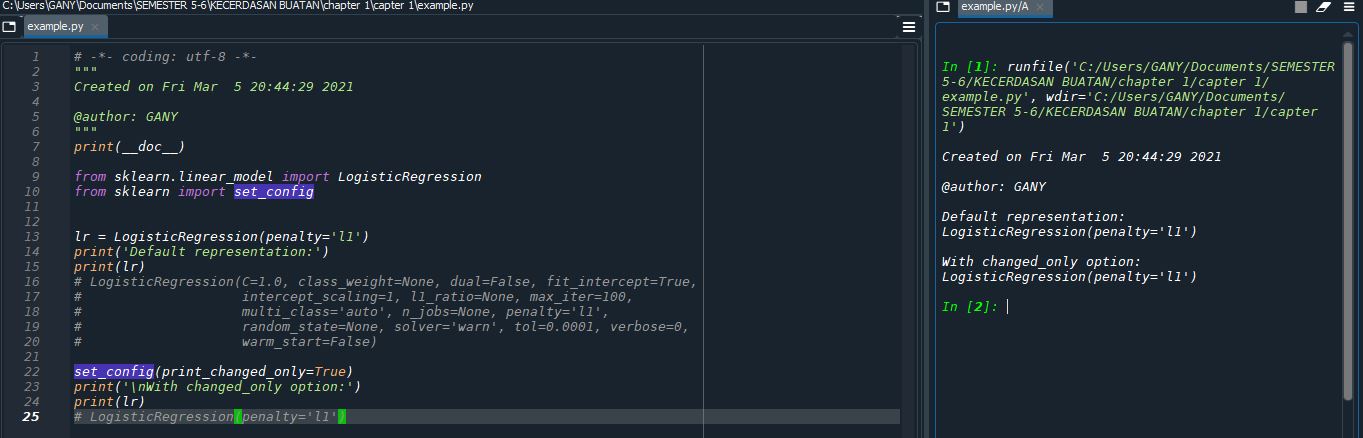 C:\Users\GANY\Documents\SEMESTER 5-6\KECERDASAN BUATAN\chapter 1\capter 1\example.py
example.py
1 # -*- coding: utf-8 -*-
2 """
3 Created on Fri Mar  5 20:44:29 2021
4
5 @author: GANY
6 """
7 print(__doc__)
8
9 from sklearn.linear_model import LogisticRegression
10 from sklearn import set_config
11
12
13 lr = LogisticRegression(penalty='l1')
14 print('Default representation:')
15 print(lr)
16 # LogisticRegression(C=1.0, class_weight=None, dual=False, fit_intercept=True,
17 #                    intercept_scaling=1, l1_ratio=None, max_iter=100,
18 #                    multi_class='auto', n_jobs=None, penalty='l1',
19 #                    random_state=None, solver='warn', tol=0.0001, verbose=0,
20 #                    warm_start=False)
21
22 set_config(print_changed_only=True)
23 print('\nWith changed_only option:')
24 print(lr)
25 # LogisticRegression(penalty='l1')
example.py/A
In [1]: runfile('C:/Users/GANY/Documents/SEMESTER
5-6/KECERDASAN BUATAN/chapter 1/capter 1/
example.py', wdir='C:/Users/GANY/Documents/
SEMESTER 5-6/KECERDASAN BUATAN/chapter 1/capter
1')
Created on Fri Mar  5 20:44:29 2021
@author: GANY
Default representation:
LogisticRegression(penalty='l1')
With changed_only option:
LogisticRegression(penalty='l1')
In [2]: